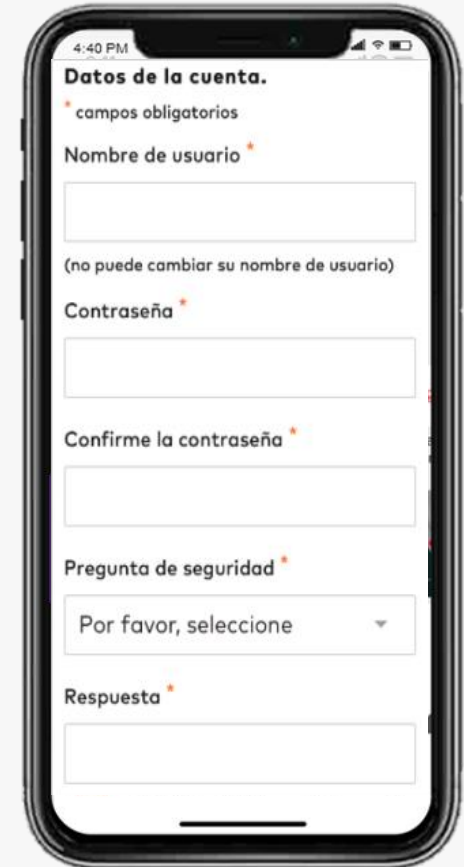 4:40 PM
Datos de la cuenta.
* campos obligatorios
Nombre de usuario *
(no puede cambiar su nombre de usuario)
Contraseña *
Confirme la contraseña *
Pregunta de seguridad *
Por favor, seleccione
Respuesta *